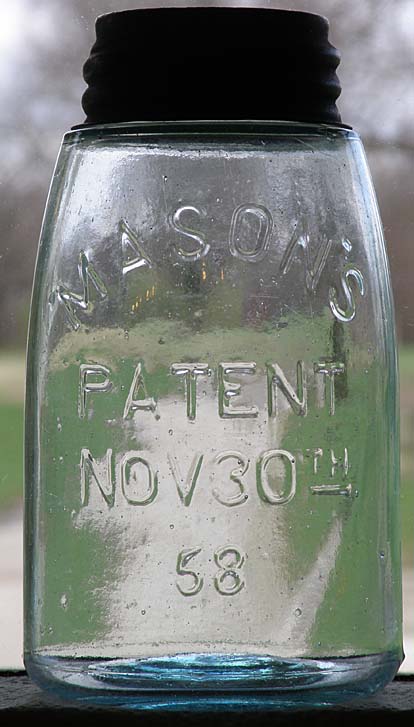 MASON'S
PATENT
NOV 30TH
58